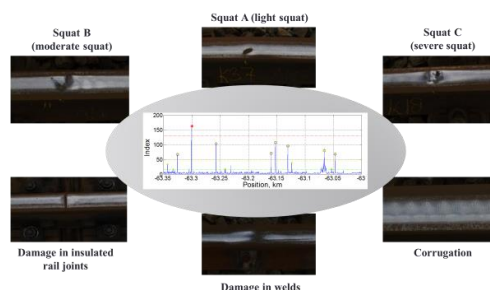 Squat A (light squat)
Squat B
(moderate squat)
Squat C
(severe squat)
200
150
100
50
0
Index
-63.35 -63.3 -63.25 -63.2 -63.15 -63.1 -63.05 -63
Position, km
Damage in insulated
rail joints
Damage in welds
Corrugation